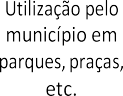 Utilização pelo
município em
parques, praças,
etc.